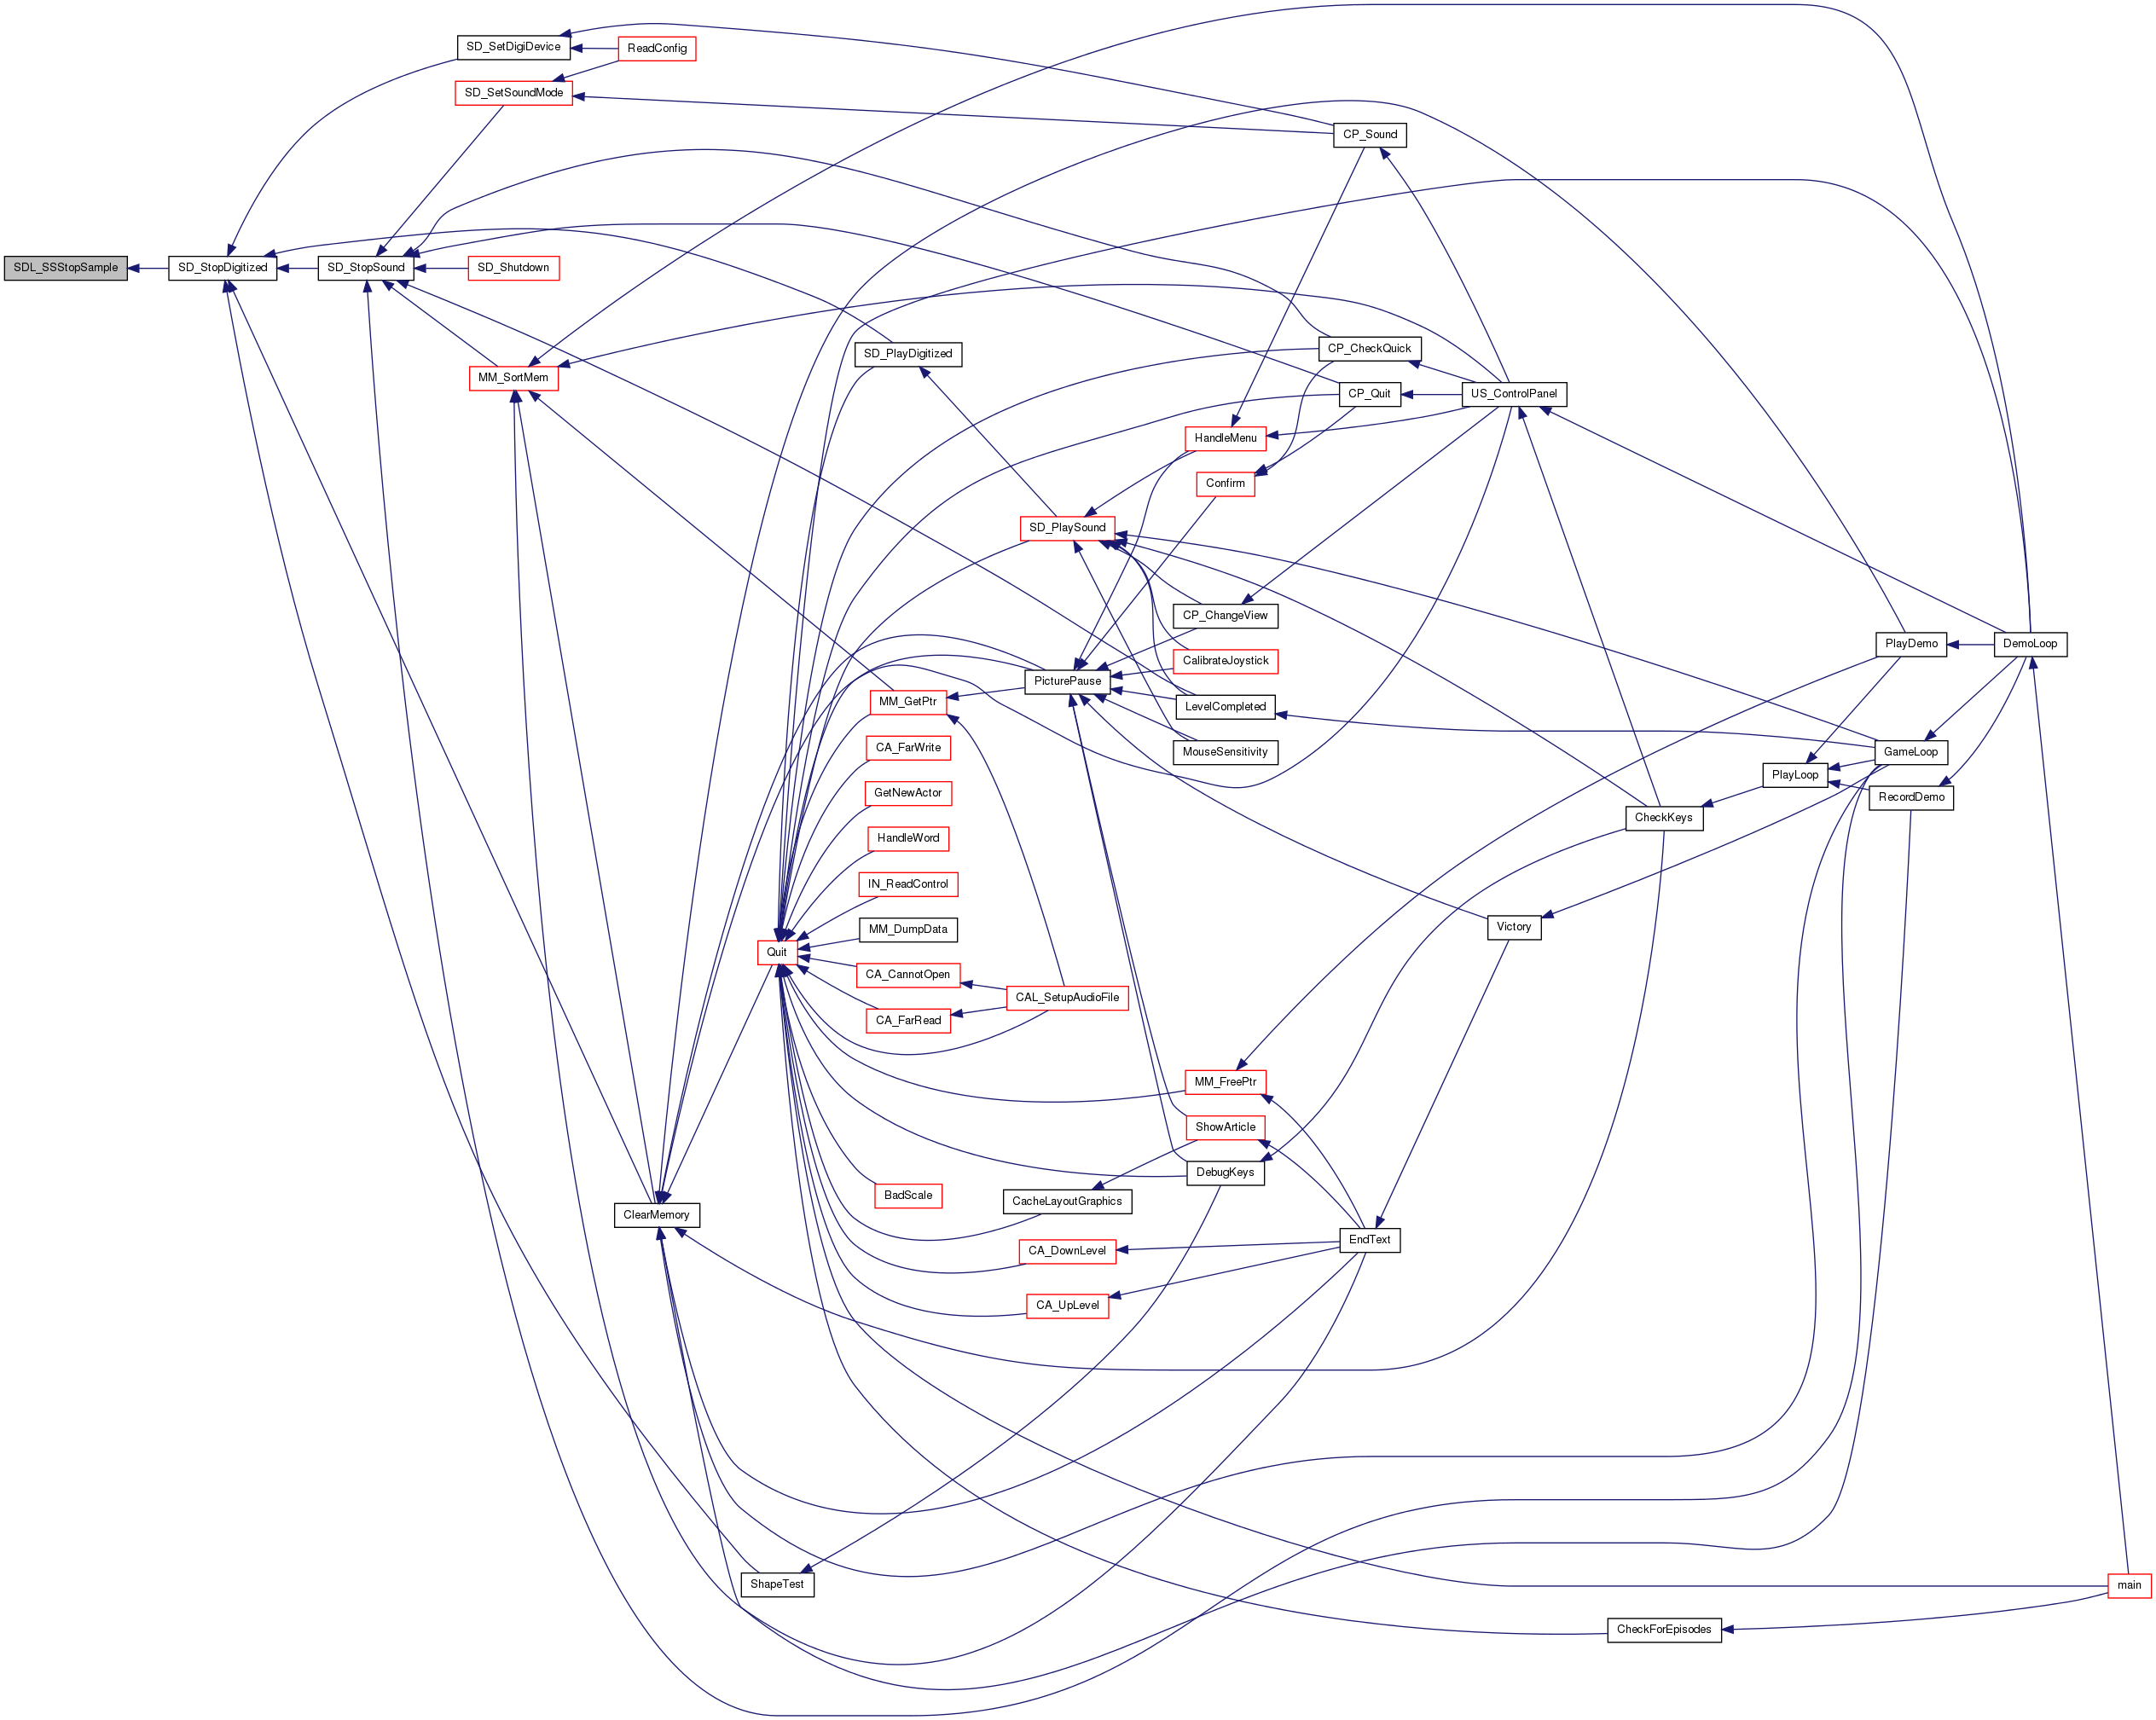 SD_SetDigiDevice
ReadConfig
SD_SetSoundMode
CP_Sound
SDL_SSStopSample
SD_StopDigitized
SD_StopSound
SD_Shutdown
SD_PlayDigitized
CP_CheckQuick
MM_SortMem
CP_Quit
US_ControlPanel
HandleMenu
Confirm
SD_PlaySound
CP_ChangeView
PlayDemo
DemoLoop
CalibrateJoystick
PicturePause
MM_GetPtr
LevelCompleted
CA_FarWrite
MouseSensitivity
GameLoop
PlayLoop
GetNewActor
RecordDemo
CheckKeys
HandleWord
IN_ReadControl
MM_DumpData
Victory
Quit
CA_CannotOpen
CAL_SetupAudioFile
CA_FarRead
MM_FreePtr
ShowArticle
DebugKeys
BadScale
CacheLayoutGraphics
ClearMemory
EndText
CA_DownLevel
CA_UpLevel
ShapeTest
main
CheckForEpisodes